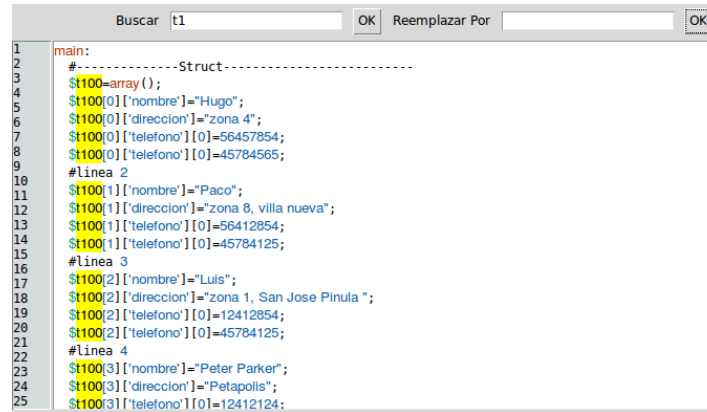 Buscar t1 OK Reemplazar Por OK
1 main:
2 #--------------Struct--------------------------
3 $t100=array();
4 $t100[0]['nombre']="Hugo";
5 $t100[0]['direccion']="zona 4";
6 $t100[0]['telefono'][0]=56457854;
7 $t100[0]['telefono'][0]=45784565;
8 #linea 2
9 $t100[1]['nombre']="Paco";
10 $t100[1]['direccion']="zona 8, villa nueva";
11 $t100[1]['telefono'][0]=56412854;
12 $t100[1]['telefono'][0]=45784125;
13 #linea 3
14 $t100[2]['nombre']="Luis";
15 $t100[2]['direccion']="zona 1, San Jose Pinula ";
16 $t100[2]['telefono'][0]=12412854;
17 $t100[2]['telefono'][0]=45784125;
18 #linea 4
19 $t100[3]['nombre']="Peter Parker";
20 $t100[3]['direccion']="Petapolis";
21 $t100[3]['telefono'][0]=12412124;
22
23
24
25